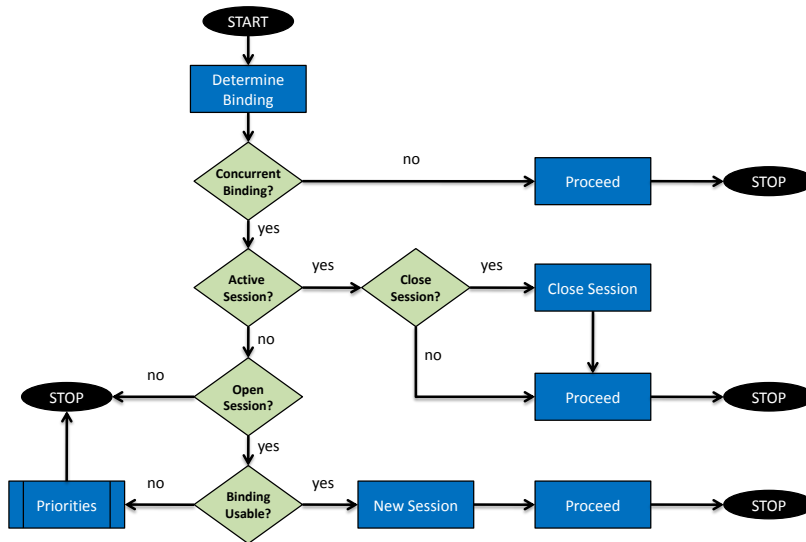 START
Determine
Binding
Concurrent
Binding?
no
Proceed
STOP
yes
Active
Session?
yes
Close
Session?
yes
Close Session
no
no
Proceed
STOP
Open
Session?
no
STOP
yes
Binding
Usable?
no
Priorities
yes
New Session
Proceed
STOP